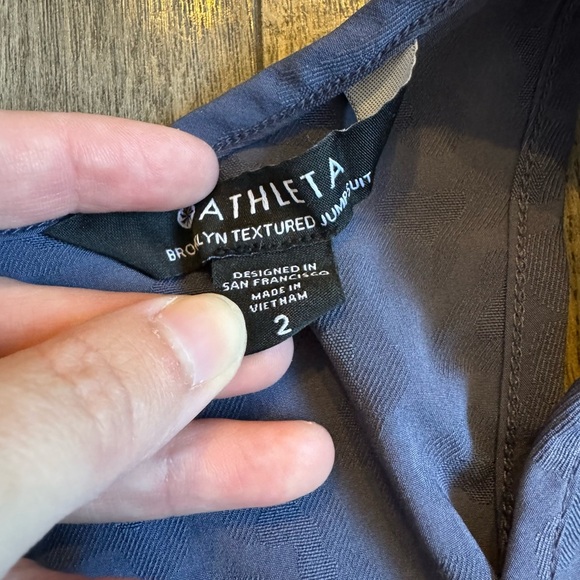 ATHLETA
BROOKLYN TEXTURED JUMPSUIT
DESIGNED IN
SAN FRANCISCO
MADE IN
VIETNAM
2